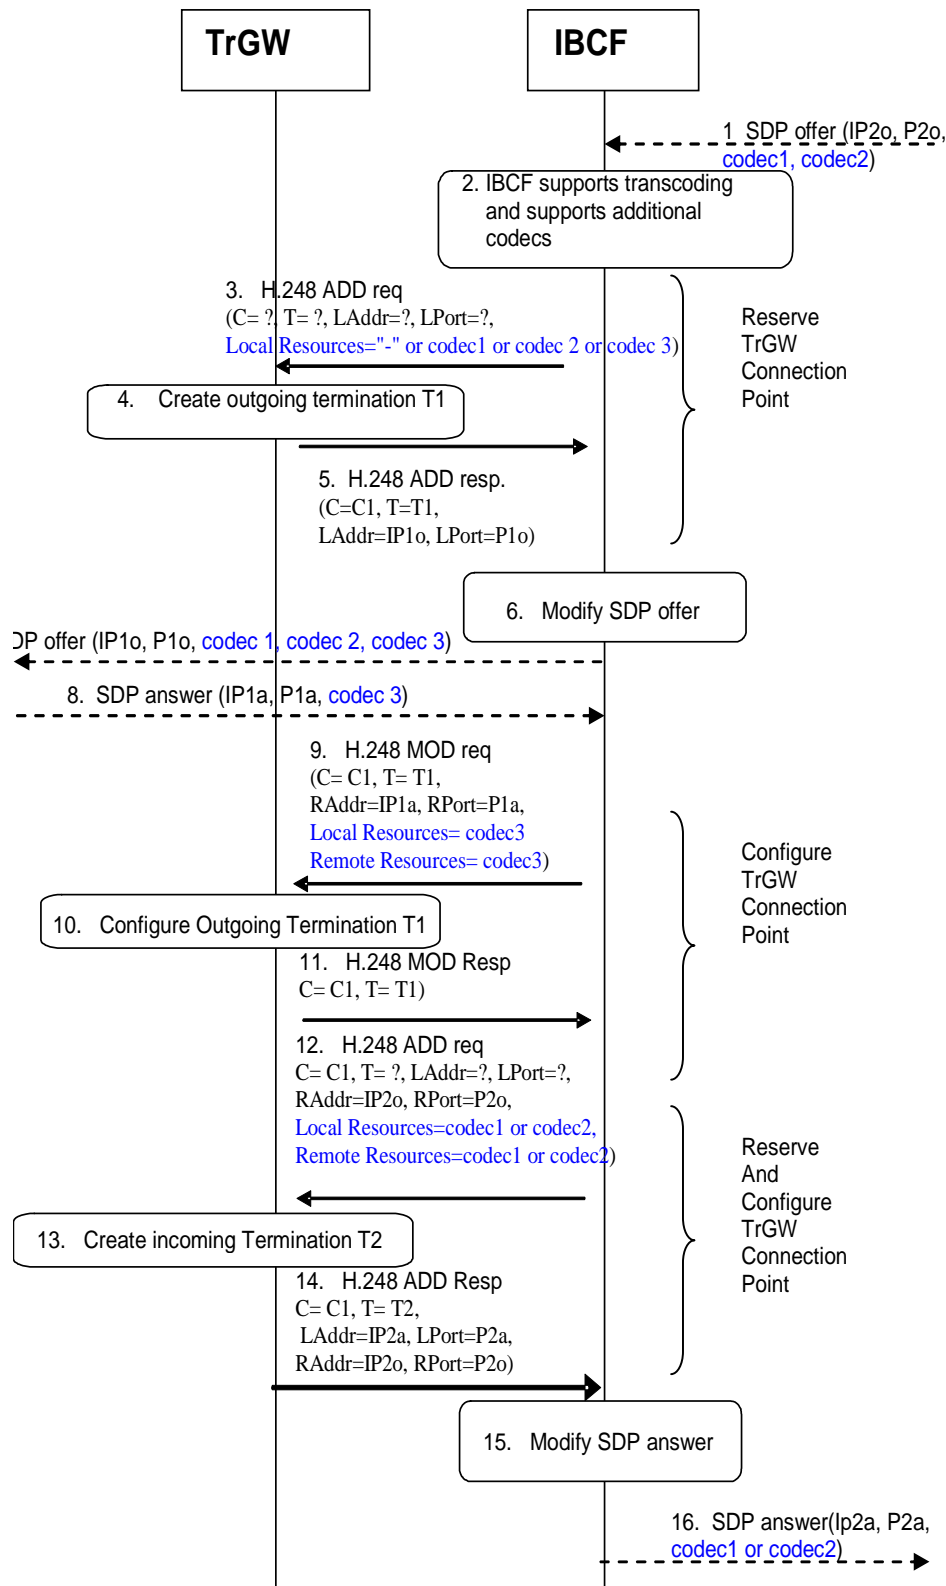 TrGW
IBCF
1 SDP offer (IP2o, P2o,
codec1, codec2)
2. IBCF supports transcoding
and supports additional
codecs
3. H.248 ADD req
(C= ?, T= ?, LAddr=?, LPort=?,
Local Resources="-" or codec1 or codec 2 or codec 3)
Reserve
TrGW
Connection
Point
4. Create outgoing termination T1
5. H.248 ADD resp.
(C=C1, T=T1,
LAddr=IP1o, LPort=P1o)
6. Modify SDP offer
DP offer (IP1o, P1o, codec 1, codec 2, codec 3)
8. SDP answer (IP1a, P1a, codec 3)
9. H.248 MOD req
(C= C1, T= T1,
RAddr=IP1a, RPort=P1a,
Local Resources= codec3
Remote Resources= codec3)
Configure
TrGW
Connection
Point
10. Configure Outgoing Termination T1
11. H.248 MOD Resp
C= C1, T= T1)
12. H.248 ADD req
C= C1, T= ?, LAddr=?, LPort=?,
RAddr=IP2o, RPort=P2o,
Local Resources=codec1 or codec2,
Remote Resources=codec1 or codec2)
Reserve
And
Configure
TrGW
Connection
Point
13. Create incoming Termination T2
14. H.248 ADD Resp
C= C1, T= T2,
LAddr=IP2a, LPort=P2a,
RAddr=IP2o, RPort=P2o)
15. Modify SDP answer
16. SDP answer(Ip2a, P2a,
codec1 or codec2)